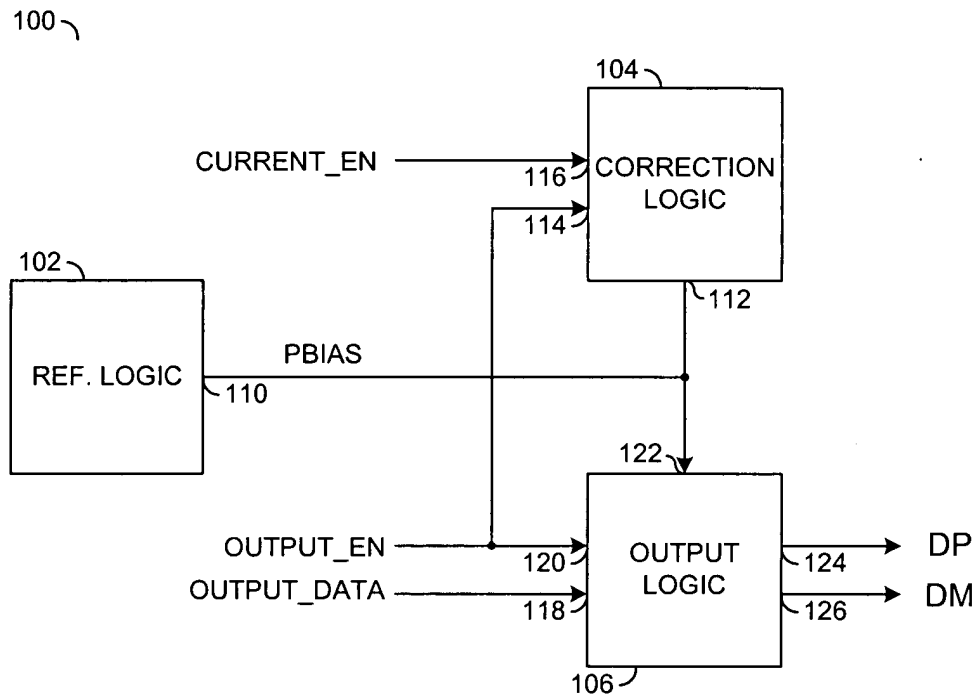 100
104
CURRENT_EN
116
CORRECTION
LOGIC
114
102
112
PBIAS
REF. LOGIC
110
122
OUTPUT_EN
120
OUTPUT
LOGIC
124
DP
OUTPUT_DATA
118
126
DM
106